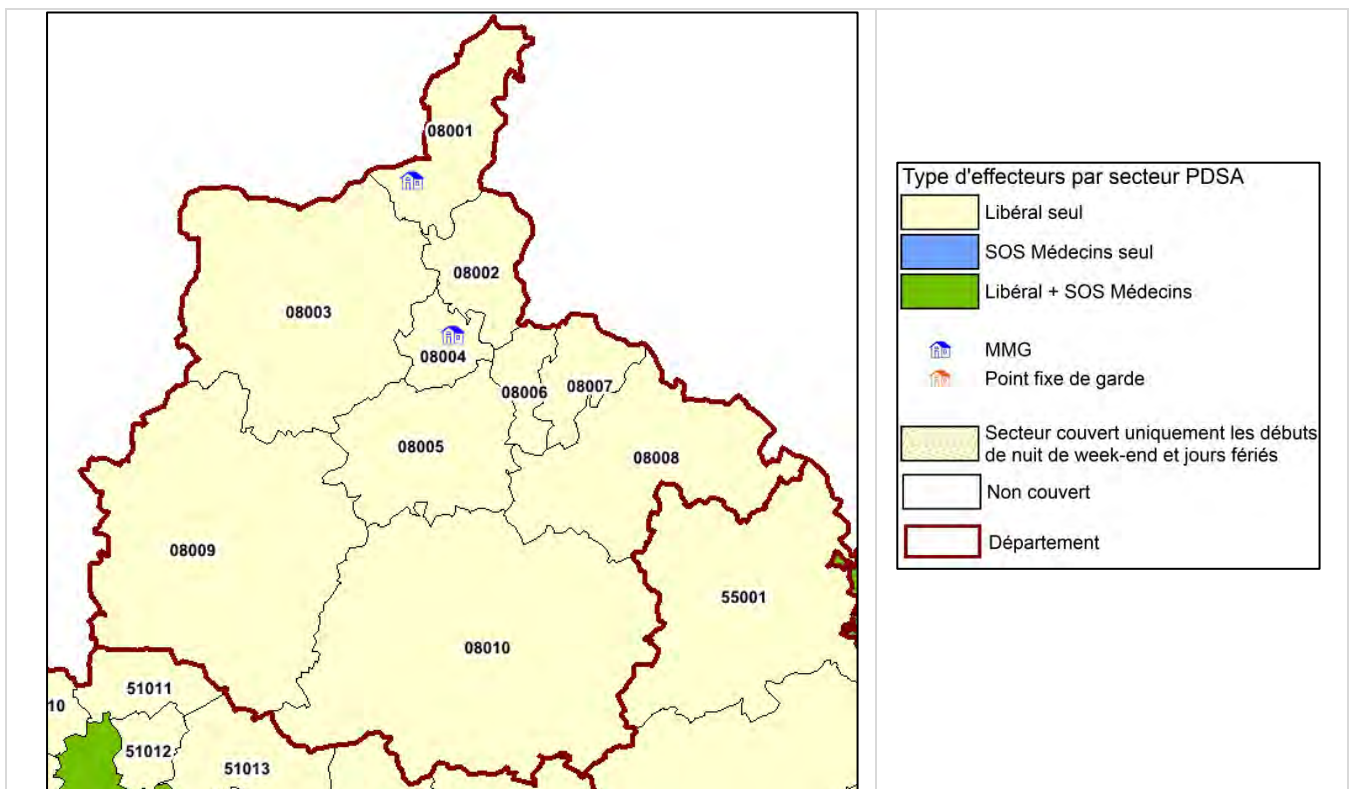 08001
08002
08003
08004
08006
08007
08005
08008
08009
55001
08010
51011
10
51012
51013
Type d'effecteurs par secteur PDSA
Libéral seul
SOS Médecins seul
Libéral + SOS Médecins
MMG
Point fixe de garde
Secteur couvert uniquement les débuts
de nuit de week-end et jours fériés
Non couvert
Département